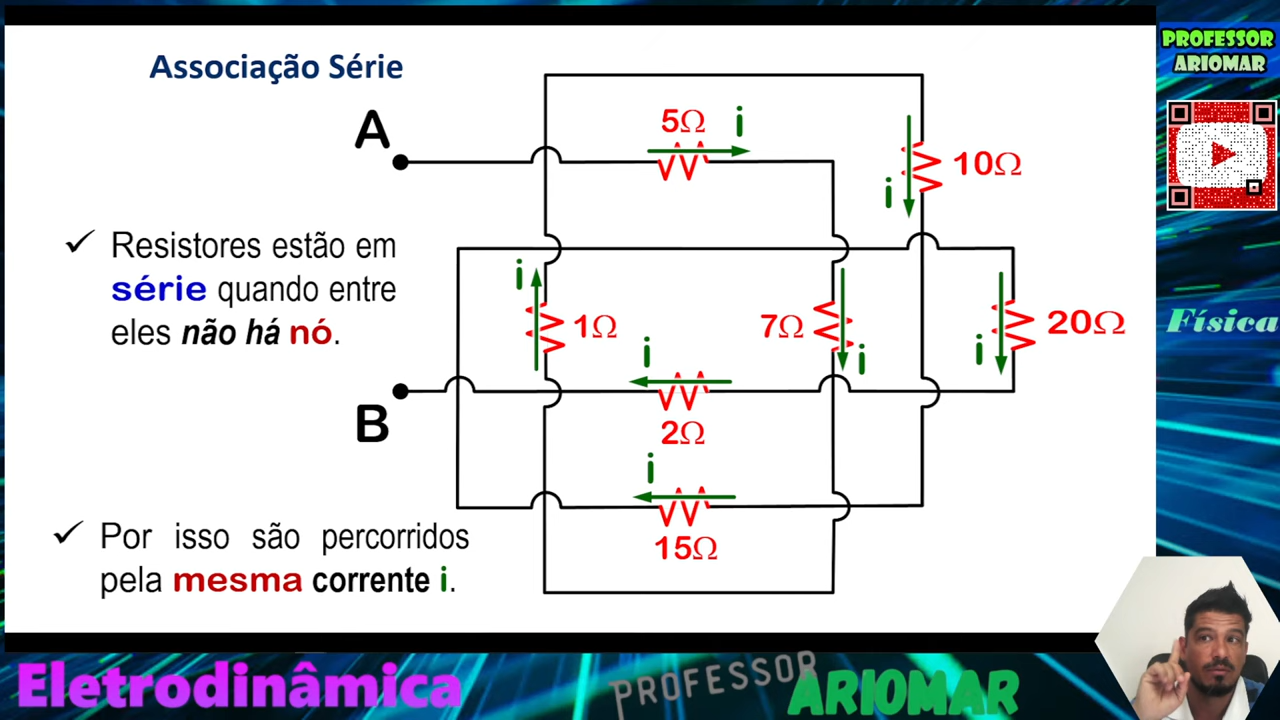 Associação Série
A
5Ω
i
10Ω
i
✓ Resistores estão em
série quando entre
eles não há nó.
i
1Ω
7Ω
i
20Ω
i
i
2Ω
B
i
15Ω
✓ Por isso são percorridos
pela mesma corrente i.
PROFESSOR
ARIOMAR
Física
Eletrodinâmica
PROFESSOR
ARIOMAR